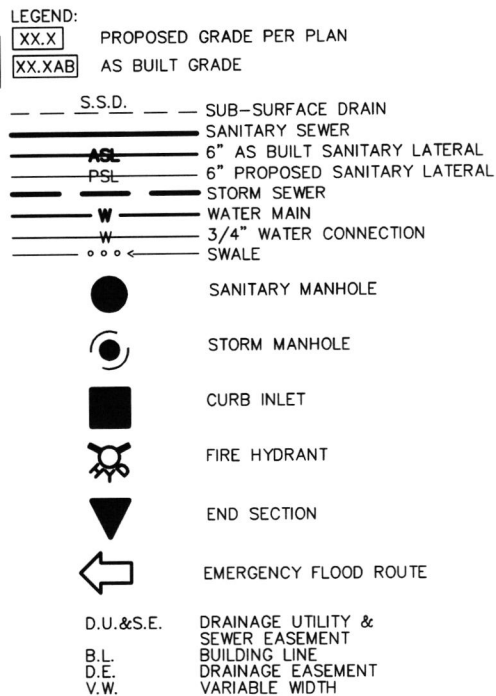 LEGEND:
XX.X PROPOSED GRADE PER PLAN
XX.XAB AS BUILT GRADE
S.S.D. SUB-SURFACE DRAIN
SANITARY SEWER
ASL 6" AS BUILT SANITARY LATERAL
PSL 6" PROPOSED SANITARY LATERAL
STORM SEWER
W WATER MAIN
W 3/4" WATER CONNECTION
SWALE
SANITARY MANHOLE
STORM MANHOLE
CURB INLET
FIRE HYDRANT
END SECTION
EMERGENCY FLOOD ROUTE
D.U.&S.E. DRAINAGE UTILITY &
SEWER EASEMENT
B.L. BUILDING LINE
D.E. DRAINAGE EASEMENT
V.W. VARIABLE WIDTH